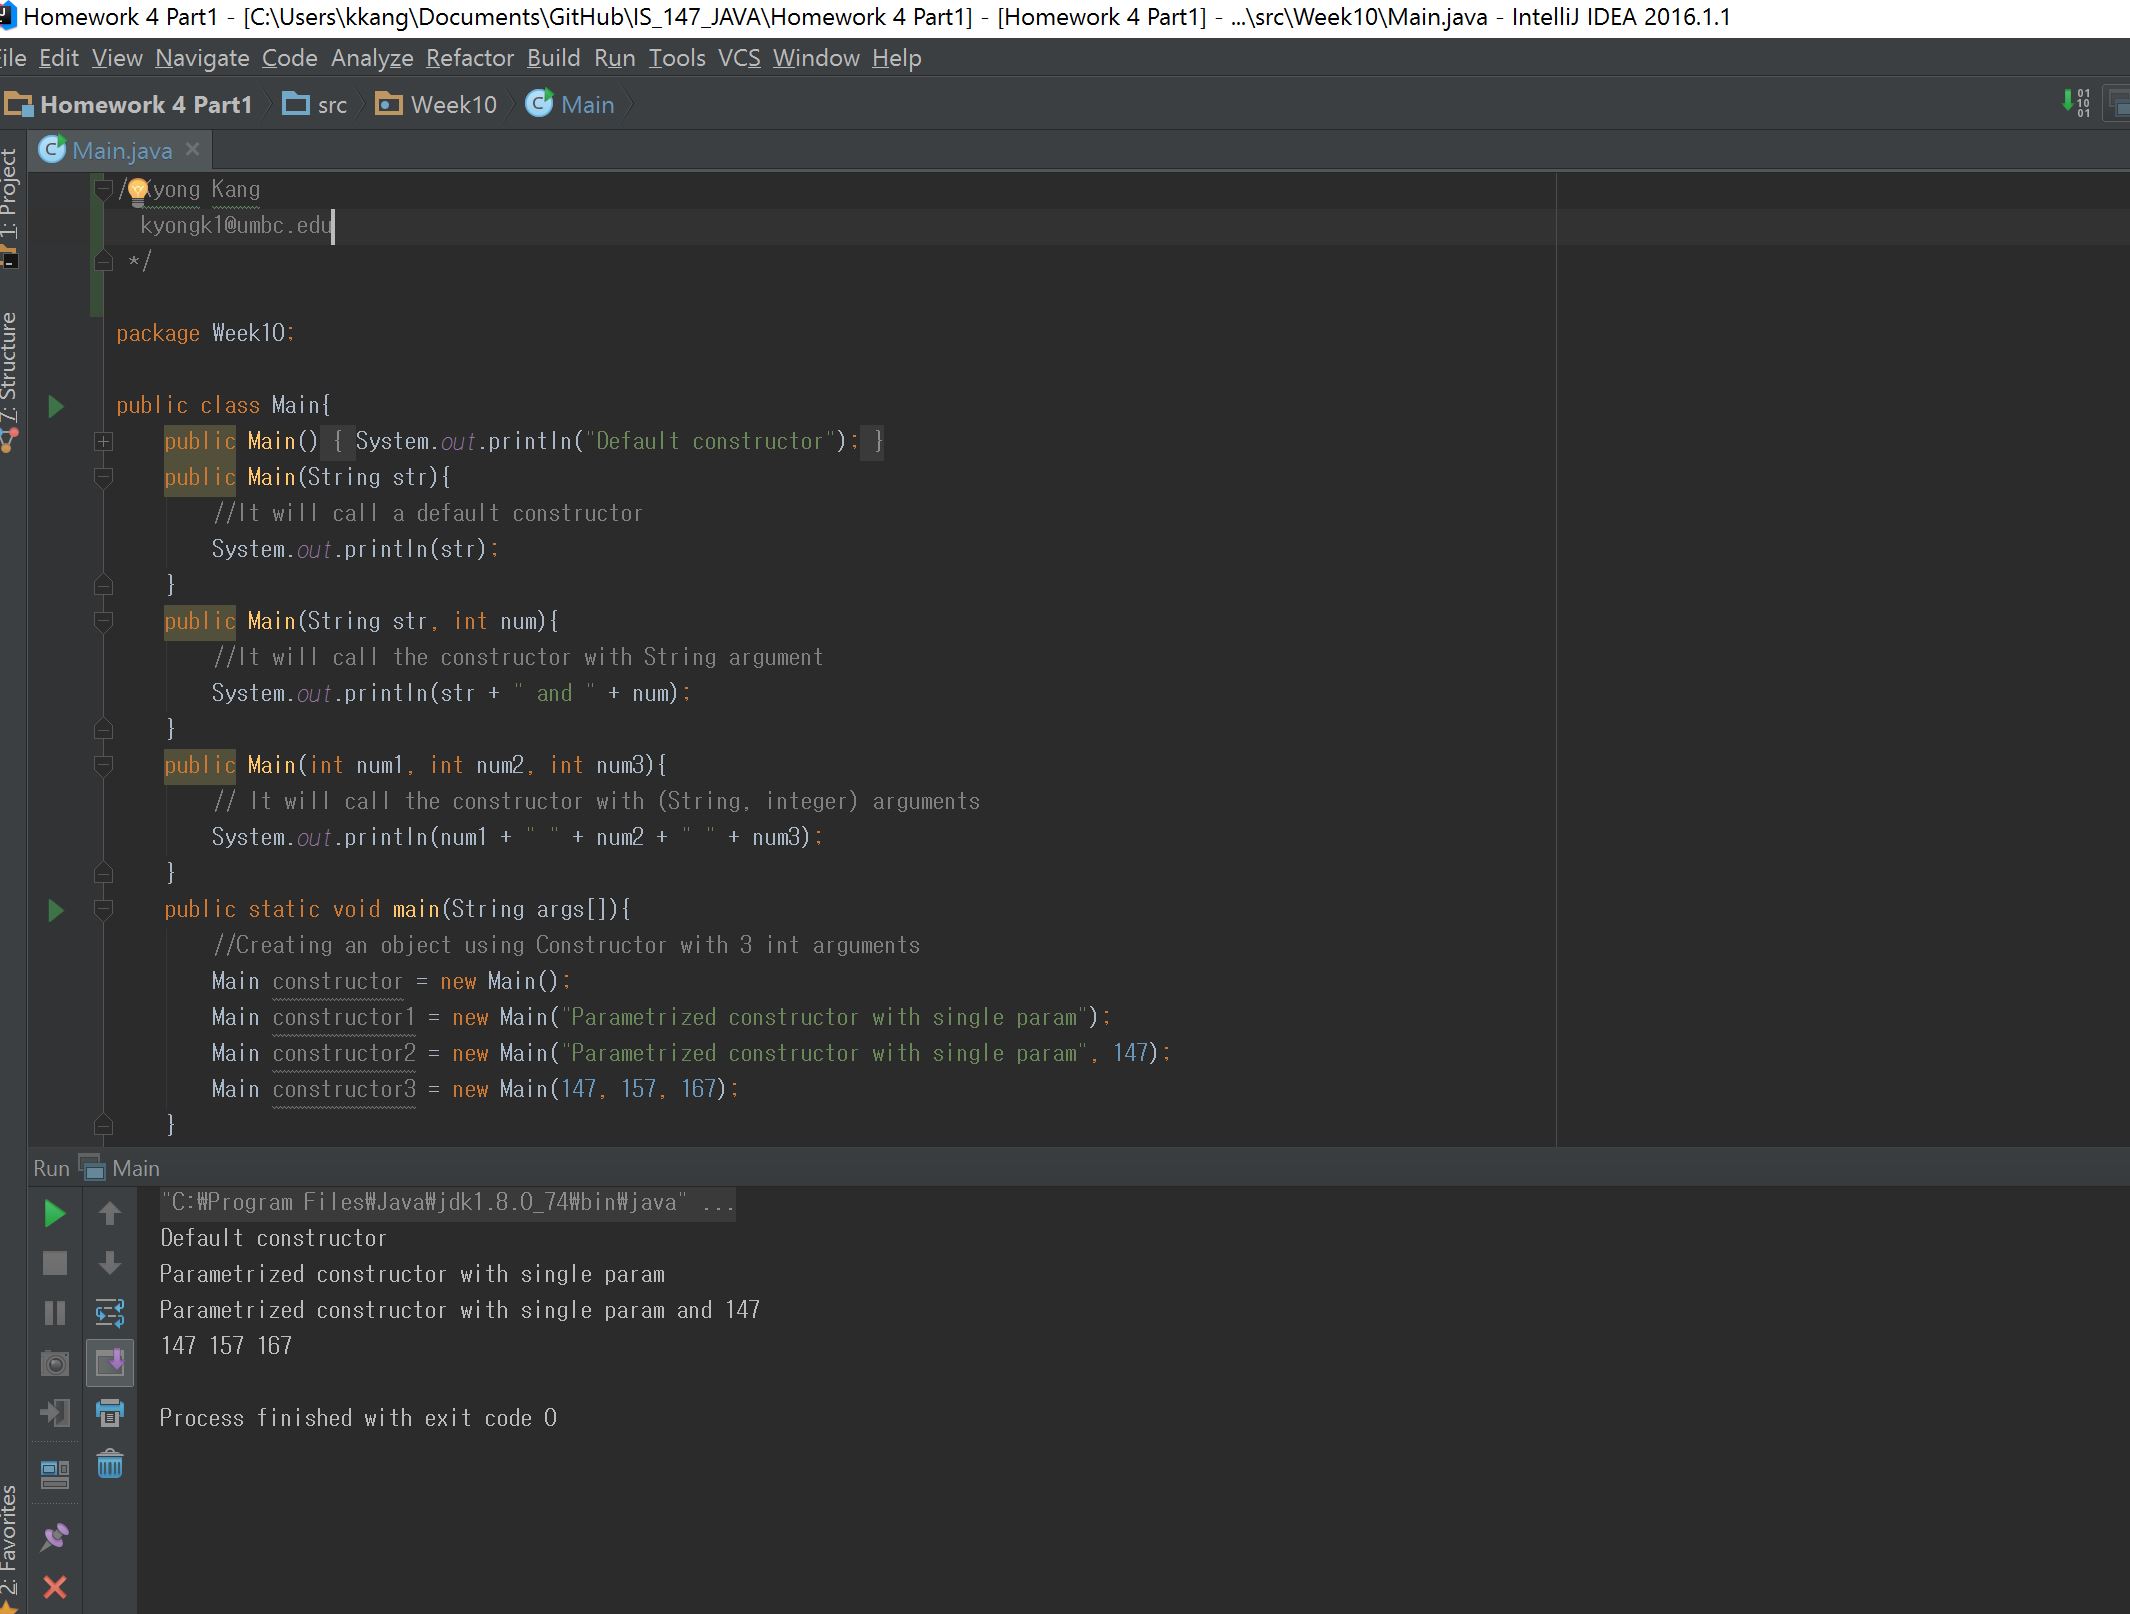 Homework 4 Part1 - [C:\Users\kkang\Documents\GitHub\IS_147_JAVA\Homework 4 Part1] - [Homework 4 Part1] - ...\src\Week10\Main.java - IntelliJ IDEA 2016.1.1
File Edit View Navigate Code Analyze Refactor Build Run Tools VCS Window Help
Homework 4 Part1 src Week10 Main
Main.java ×
1: Project
7: Structure
2: Favorites
/ Kyong Kang
kyongk1@umbc.edu
*/
package Week10;
public class Main{
public Main() { System.out.println("Default constructor"); }
public Main(String str){
//It will call a default constructor
System.out.println(str);
}
public Main(String str, int num){
//It will call the constructor with String argument
System.out.println(str + " and " + num);
}
public Main(int num1, int num2, int num3){
// It will call the constructor with (String, integer) arguments
System.out.println(num1 + " " + num2 + " " + num3);
}
public static void main(String args[]){
//Creating an object using Constructor with 3 int arguments
Main constructor = new Main();
Main constructor1 = new Main("Parametrized constructor with single param");
Main constructor2 = new Main("Parametrized constructor with single param", 147);
Main constructor3 = new Main(147, 157, 167);
}
Run Main
"C:₩Program Files₩Java₩jdk1.8.0_74₩bin₩java" ...
Default constructor
Parametrized constructor with single param
Parametrized constructor with single param and 147
147 157 167
Process finished with exit code 0